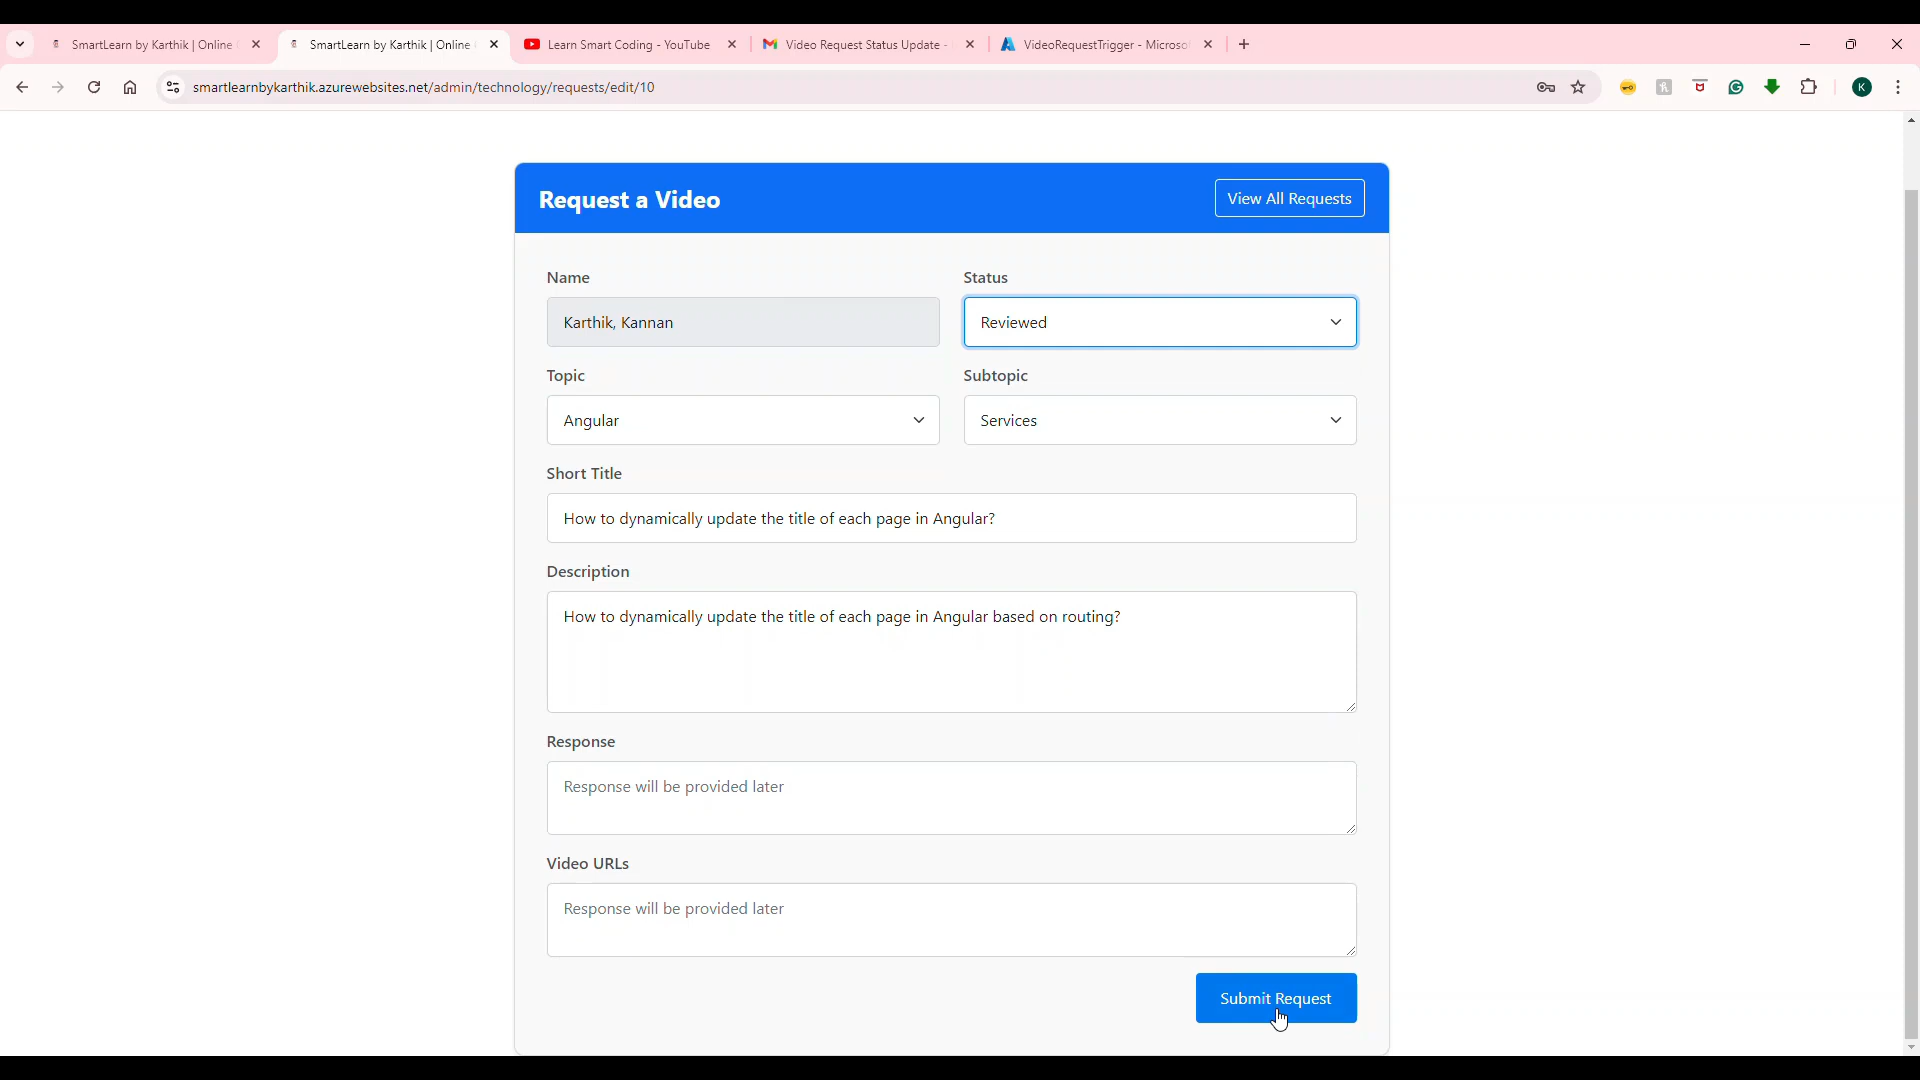 SmartLearn by Karthik | Online
SmartLearn by Karthik | Online
Learn Smart Coding - YouTube
Video Request Status Update -
VideoRequestTrigger - Microso
smartlearnbykarthik.azurewebsites.net/admin/technology/requests/edit/10
K
Request a Video
View All Requests
Name
Status
Karthik, Kannan
Reviewed
Topic
Subtopic
Angular
Services
Short Title
How to dynamically update the title of each page in Angular?
Description
How to dynamically update the title of each page in Angular based on routing?
Response
Response will be provided later
Video URLs
Response will be provided later
Submit Request